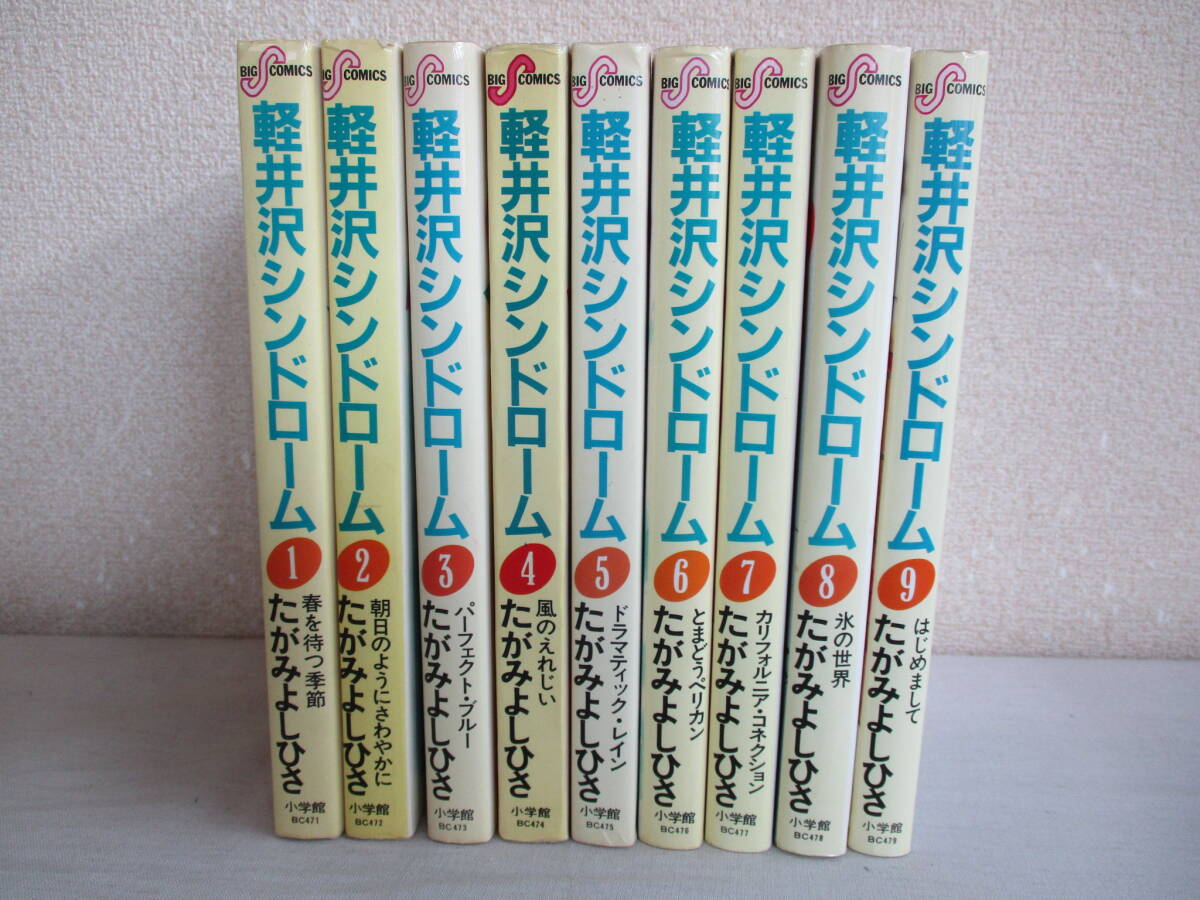 BIG COMICS
軽井沢シンドローム
1
春を待つ季節
たがみよしひさ
小学館
BC471
BIG COMICS
軽井沢シンドローム
2
朝日のようにさわやかに
たがみよしひさ
小学館
BC472
BIG COMICS
軽井沢シンドローム
3
パーフェクト・ブルー
たがみよしひさ
小学館
BC473
BIG COMICS
軽井沢シンドローム
4
風のえれじい
たがみよしひさ
小学館
BC474
BIG COMICS
軽井沢シンドローム
5
ドラマティック・レイン
たがみよしひさ
小学館
BC475
BIG COMICS
軽井沢シンドローム
6
とまどうペリカン
たがみよしひさ
小学館
BC476
BIG COMICS
軽井沢シンドローム
7
カリフォルニア・コネクション
たがみよしひさ
小学館
BC477
BIG COMICS
軽井沢シンドローム
8
氷の世界
たがみよしひさ
小学館
BC478
BIG COMICS
軽井沢シンドローム
9
はじめまして
たがみよしひさ
小学館
BC479